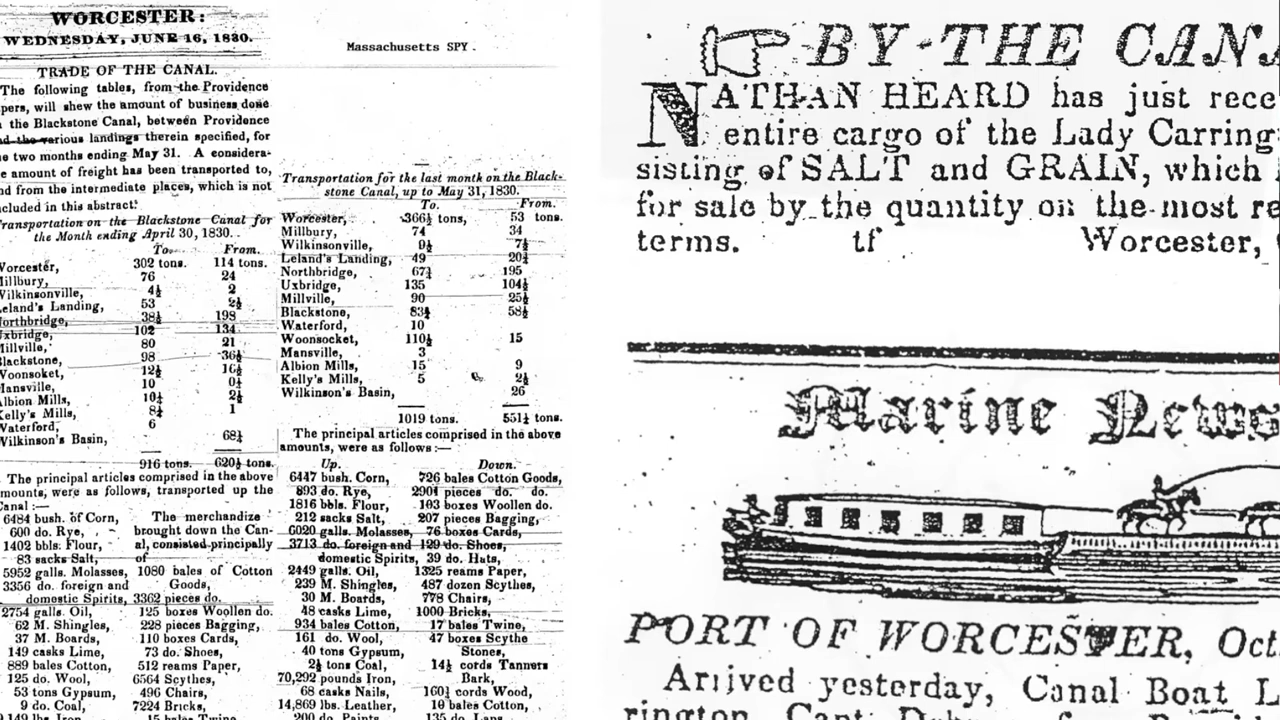 WORCESTER:
WEDNESDAY, JUNE 16, 1830.
TRADE OF THE CANAL.
The following tables, from the Providence
pers, will shew the amount of business done
the Blackstone Canal, between Providence
d the various landings therein specified, for
e two months ending May 31. A considera-
e amount of freight has been transported to,
nd from the intermediate places, which is not
cluded in this abstract.
ransportation on the Blackstone Canal for
the Month ending April 30, 1830.
To. From.
Worcester, 302 tons. 114 tons.
Millbury, 76 24
Wilkinsonville, 4½ 2
Leland's Landing, 53
Northbridge, 38½ 198
Uxbridge, 102 134
Millville, 80 21
Blackstone, 98 36½
Woonsoket, 12½ 16½
Mansville, 10 0½
Albion Mills, 10½ 2½
Kelly's Mills, 8½ 1
Waterford, 6
Wilkinson's Basin, 68½
916 tons. 620½ tons.
The principal articles comprised in the above
mounts, were as follows, transported up the
Canal:—
6484 bush. of Corn,
600 do. Rye,
1402 bbls. Flour,
83 sacks Salt,
5952 galls. Molasses,
3356 do. foreign and
domestic Spirits,
2754 galls. Oil,
62 M. Shingles,
37 M. Boards,
149 casks Lime,
889 bales Cotton,
125 do. Wool,
53 tons Gypsum,
9 do. Coal,
149 lbs. Iron,
The merchandize
brought down the Can-
al, consisted principally
of
1080 bales of Cotton
Goods,
3362 pieces do.
125 boxes Woollen do.
228 pieces Bagging,
110 boxes Cards,
73 do. Shoes,
512 reams Paper,
6564 Scythes,
496 Chairs,
7224 Bricks,
15 bales Twine,
Massachusetts SPY.
Transportation for the last month on the Black-
stone Canal, up to May 31, 1830.
To. From.
Worcester, 366½ tons, 53 tons.
Millbury, 74 34
Wilkinsonville, 9½ 7½
Leland's Landing, 49 20½
Northbridge, 67½ 195
Uxbridge, 135 104½
Millville, 90 25½
Blackstone, 83½ 58½
Waterford, 10
Woonsocket, 110½ 15
Mansville, 3
Albion Mills, 15 9
Kelly's Mills, 5 2½
Wilkinson's Basin, 26
1019 tons. 551½ tons.
The principal articles comprised in the above
amounts, were as follows:—
Up. Down.
6447 bush. Corn, 726 bales Cotton Goods,
893 do. Rye, 2901 pieces do. do.
1816 bbls. Flour, 103 boxes Woollen do.
212 sacks Salt, 207 pieces Bagging,
6020 galls. Molasses, 76 boxes Cards,
3713 do. foreign and 129 do. Shoes,
domestic Spirits, 39 do. Hats,
2449 galls. Oil, 1325 reams Paper,
239 M. Shingles, 487 dozen Scythes,
30 M. Boards, 778 Chairs,
48 casks Lime, 1000 Bricks,
934 bales Cotton, 17 bales Twine,
161 do. Wool, 47 boxes Scythe
40 tons Gypsum, Stones,
2½ tons Coal, 14½ cords Tanners
70,292 pounds Iron, Bark,
68 casks Nails, 160½ cords Wood,
14,869 lbs. Leather, 10 bales Cotton,
200 do. Paints,
BY THE CANA
NATHAN HEARD has just rece
entire cargo of the Lady Carring
sisting of SALT and GRAIN, which
for sale by the quantity on the most re
terms. tf Worcester,
Marine News
PORT OF WORCESTER, Oct.
Arrived yesterday, Canal Boat L
rington, Capt.